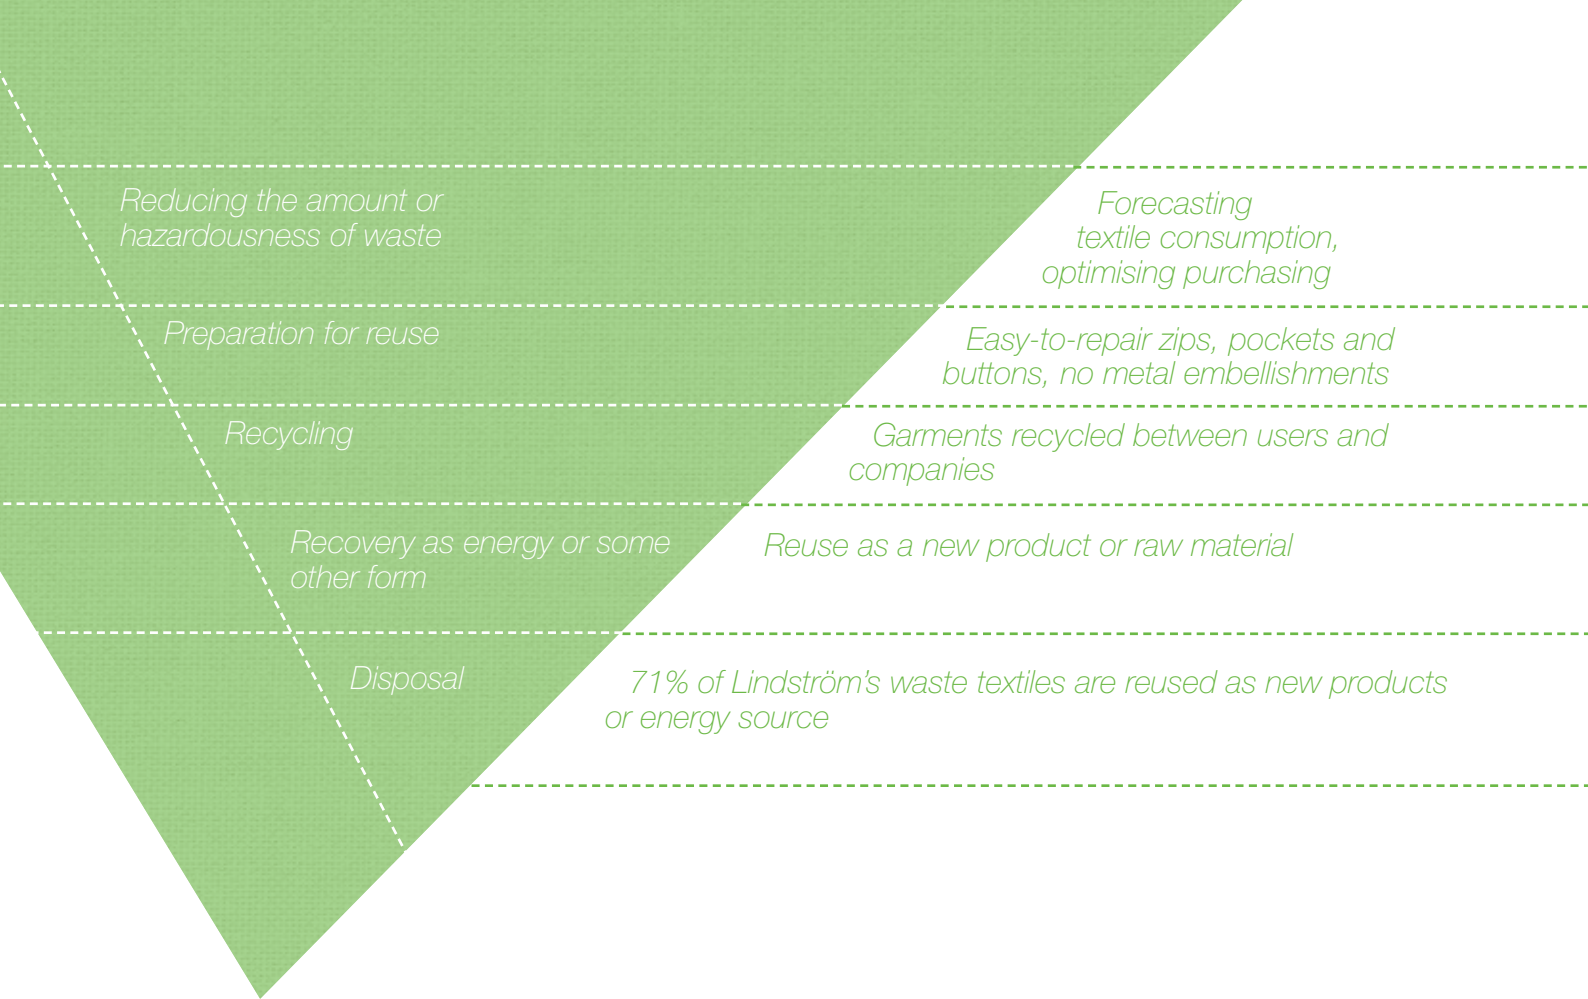 Reducing the amount or
hazardousness of waste
Forecasting
textile consumption,
optimising purchasing
Preparation for reuse
Easy-to-repair zips, pockets and
buttons, no metal embellishments
Recycling
Garments recycled between users and
companies
Recovery as energy or some
other form
Reuse as a new product or raw material
Disposal
71% of Lindström’s waste textiles are reused as new products
or energy source